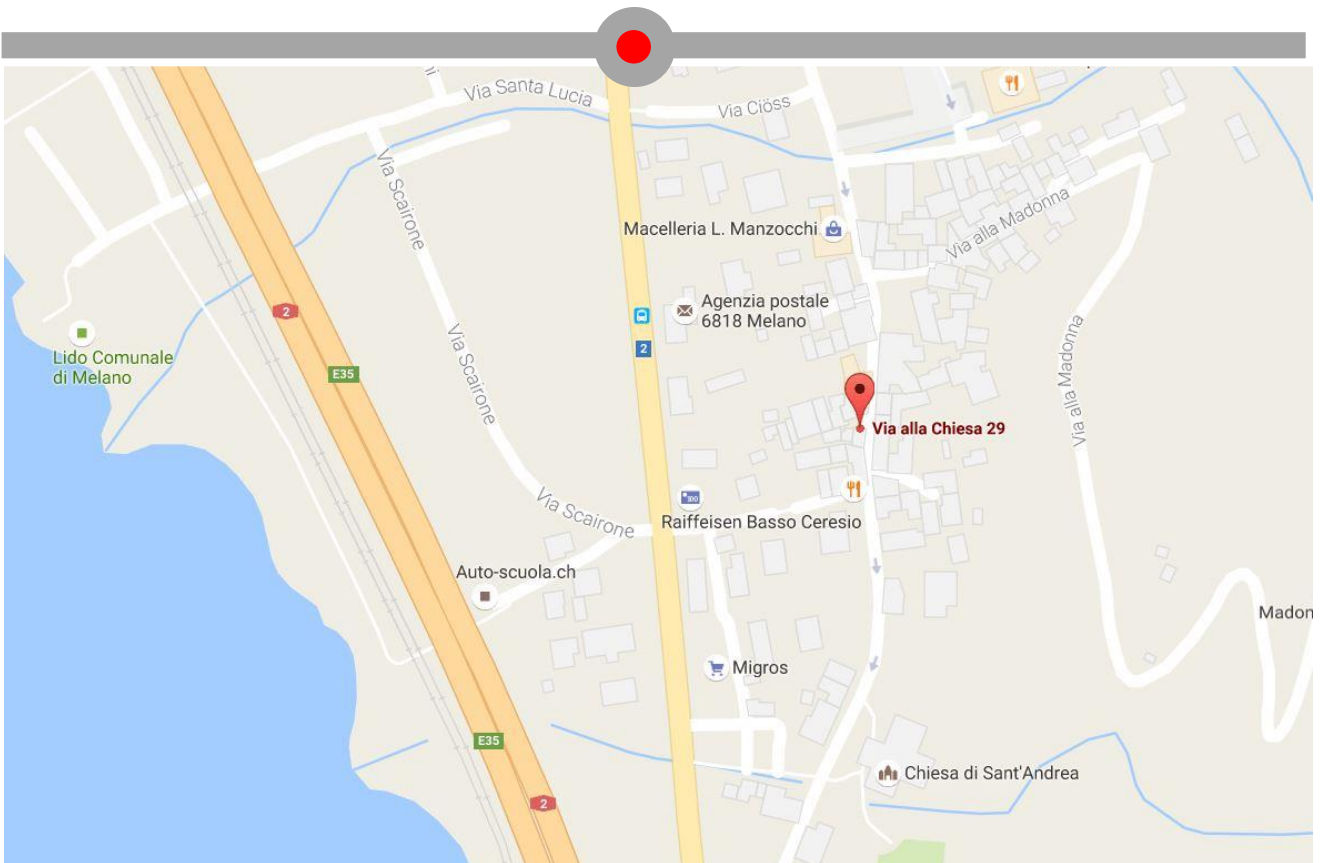 Via Santa Lucia
Via Ciöss
Via Scairone
Via alla Madonna
Macelleria L. Manzocchi
Agenzia postale
6818 Melano
2
2
Lido Comunale
di Melano
E35
Via Scairone
Via alla Madonna
Via alla Chiesa 29
Via Scairone
100
Raiffeisen Basso Ceresio
Auto-scuola.ch
Madon
Migros
E35
Chiesa di Sant'Andrea
2